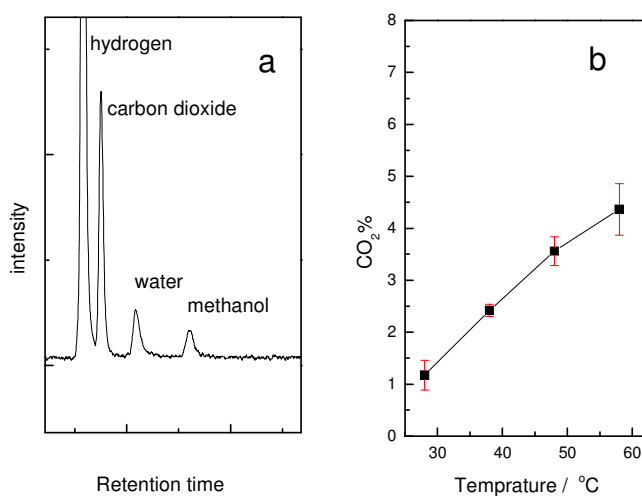 a
hydrogen
carbon dioxide
water
methanol
intensity
Retention time
b
8
7
6
5
4
3
2
1
0
CO2%
30 40 50 60
Temprature / °C